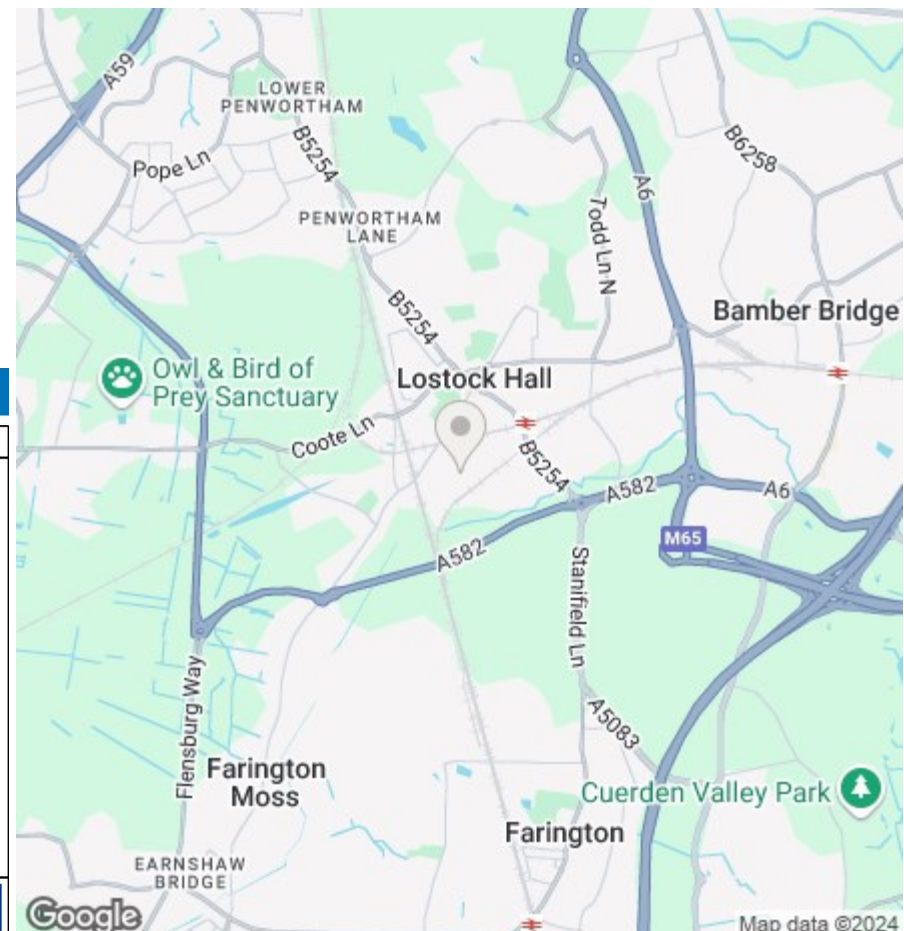 A59
LOWER
PENWORTHAM
B5254
Pope Ln
PENWORTHAM
LANE
B6258
A6
Todd Ln N
B5254
Bamber Bridge
Owl & Bird of
Prey Sanctuary
Lostock Hall
Coote Ln
B5254
A582
A6
M65
A582
Stanifield Ln
Flensburg Way
A5083
Farington
Moss
Cuerden Valley Park
Farington
EARNSHAW
BRIDGE
Google
Map data ©2024